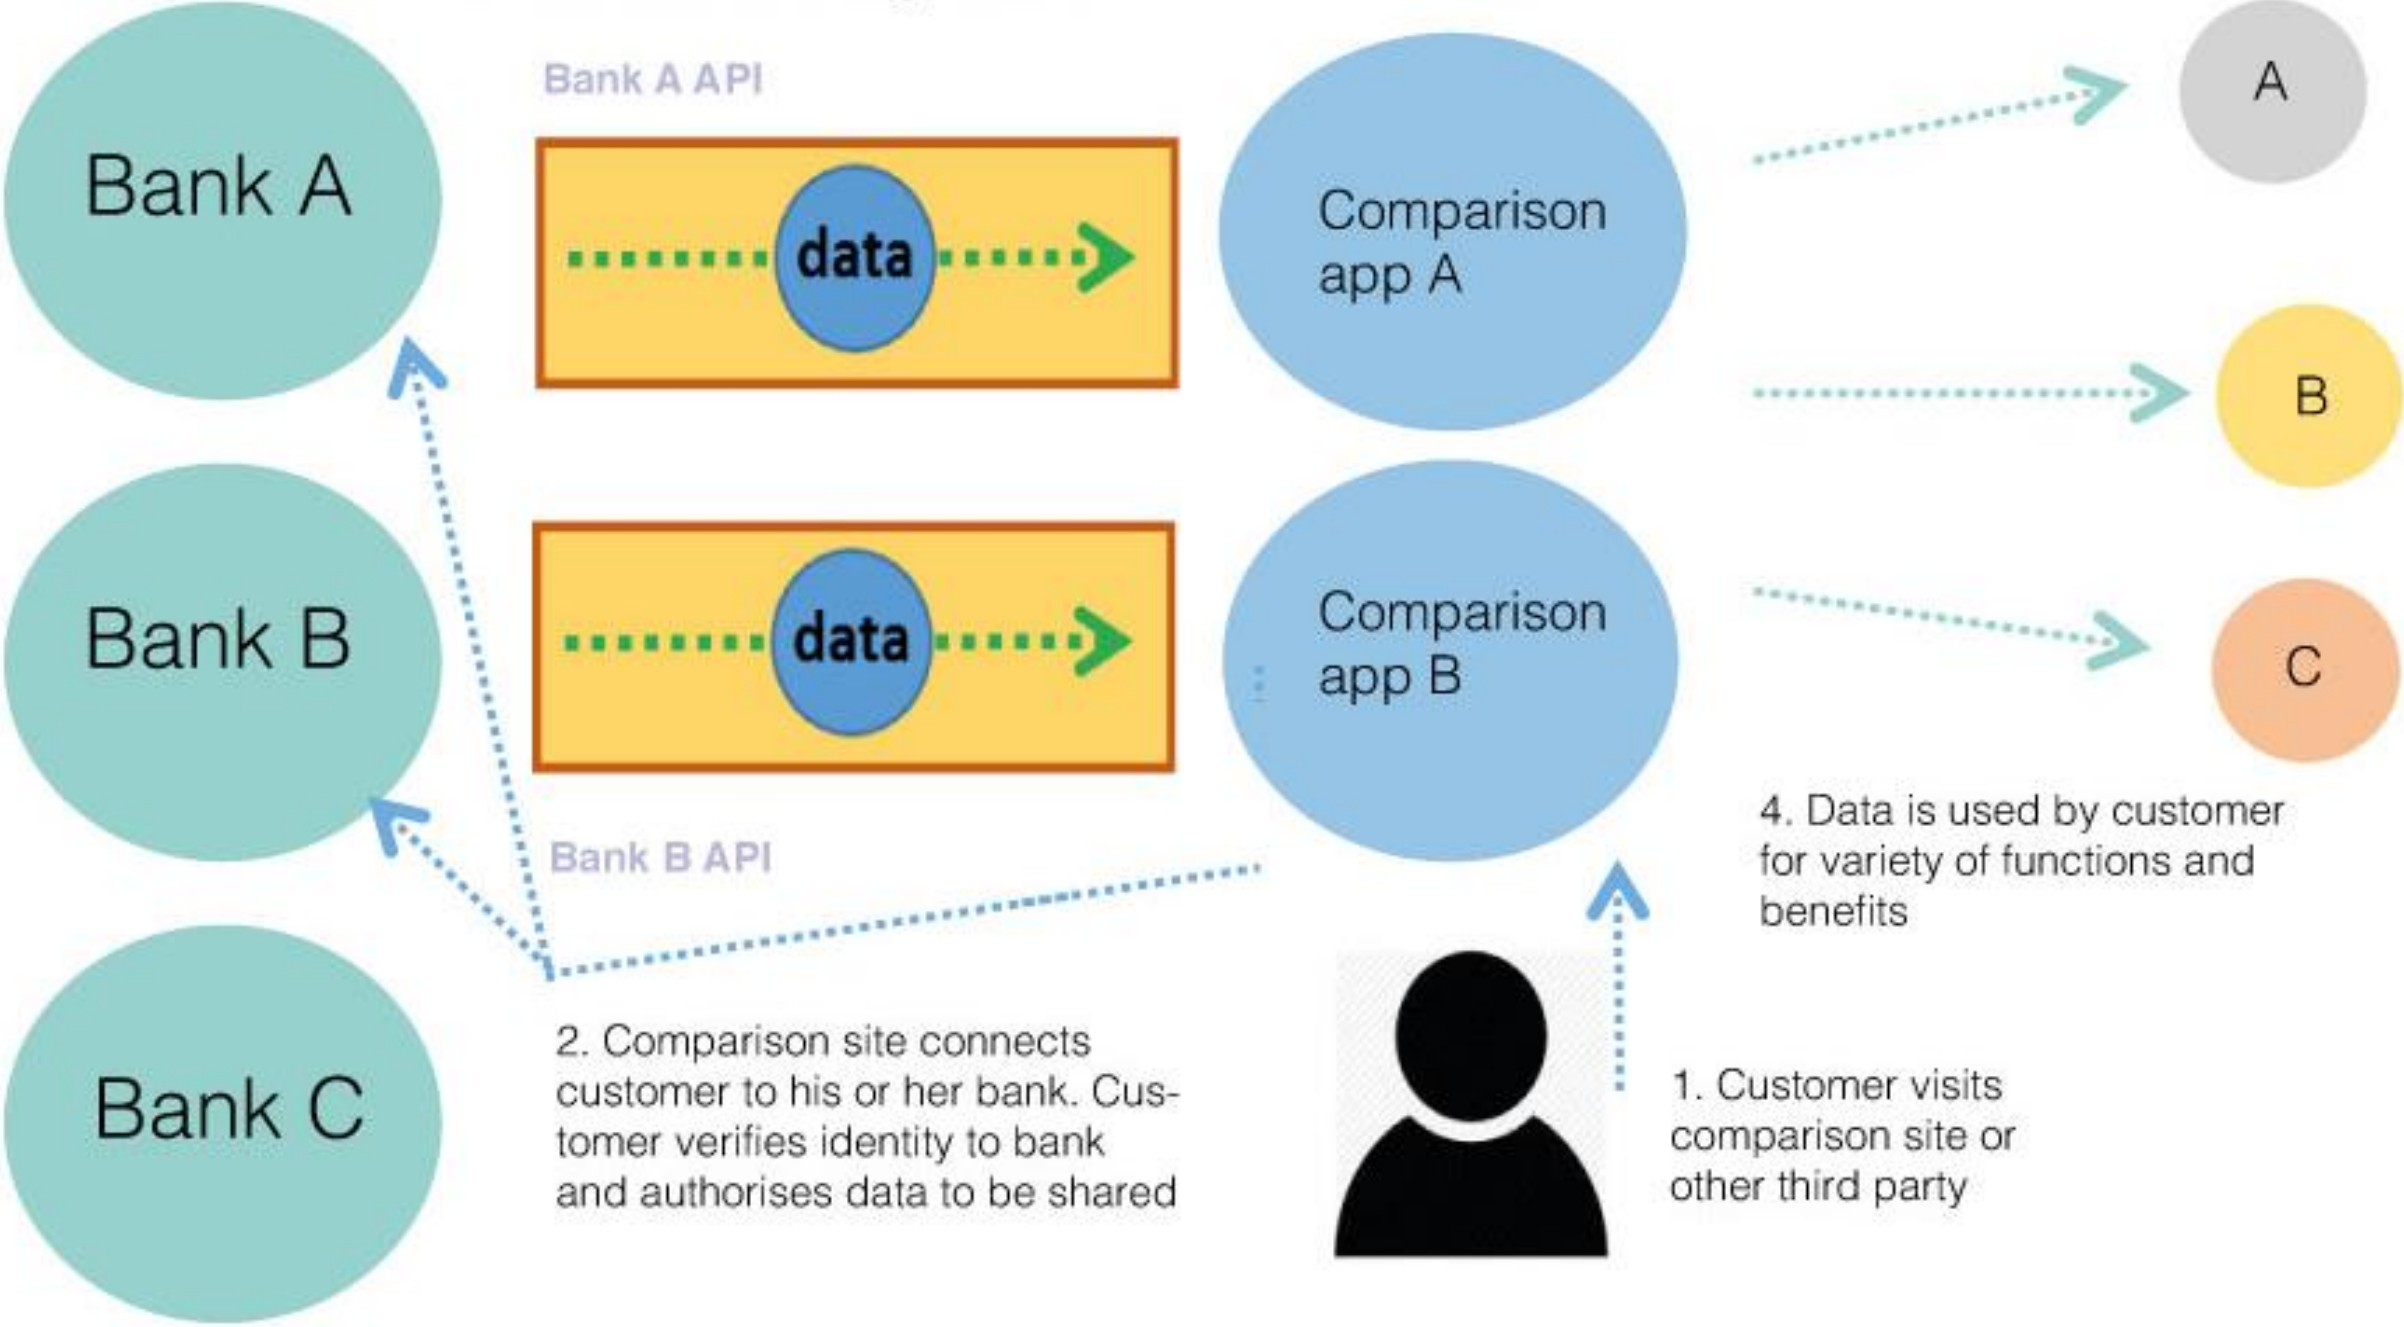 Bank A API
Bank A
data
Comparison
app A
A
B
Bank B
data
Comparison
app B
C
Bank B API
4. Data is used by customer
for variety of functions and
benefits
Bank C
2. Comparison site connects
customer to his or her bank. Cus-
tomer verifies identity to bank
and authorises data to be shared
1. Customer visits
comparison site or
other third party